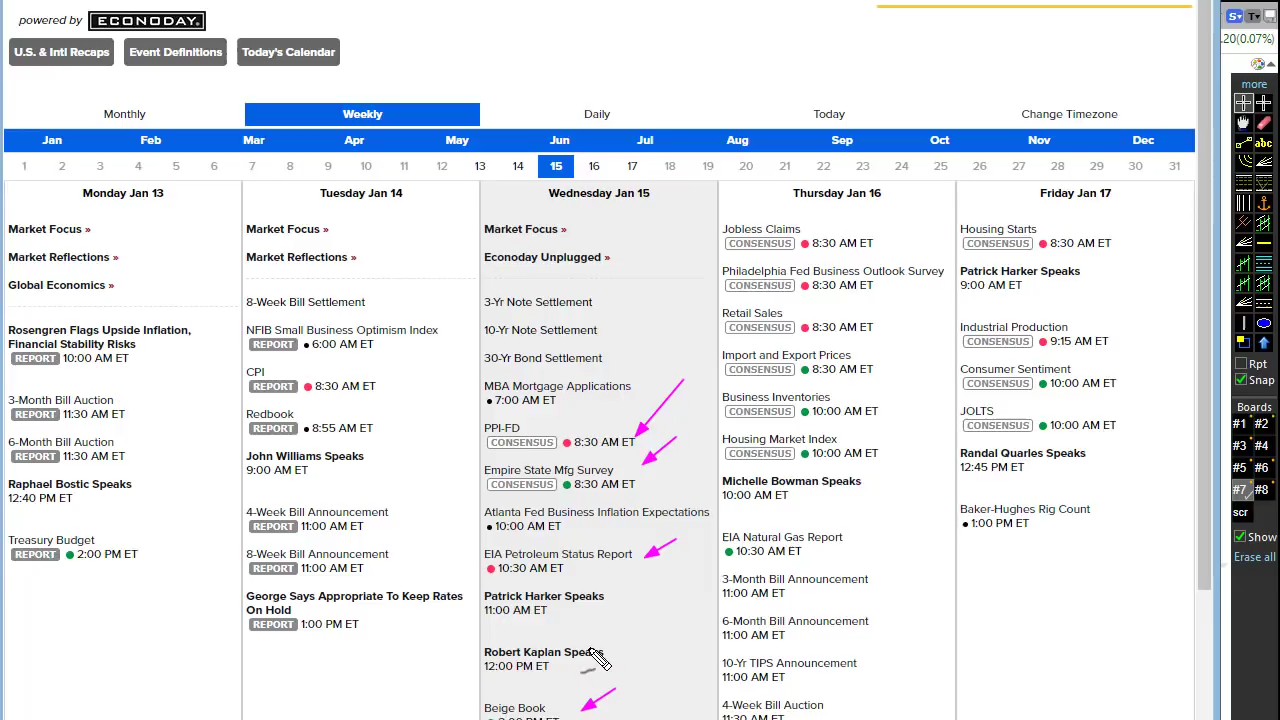 powered by ECONODAY.
U.S. & Intl Recaps Event Definitions Today's Calendar
Monthly Weekly Daily Today Change Timezone
Jan Feb Mar Apr May Jun Jul Aug Sep Oct Nov Dec
1 2 3 4 5 6 7 8 9 10 11 12 13 14 15 16 17 18 19 20 21 22 23 24 25 26 27 28 29 30 31
Monday Jan 13
Market Focus »
Market Reflections »
Global Economics »
Rosengren Flags Upside Inflation,
Financial Stability Risks
REPORT 10:00 AM ET
3-Month Bill Auction
REPORT 11:30 AM ET
6-Month Bill Auction
REPORT 11:30 AM ET
Raphael Bostic Speaks
12:40 PM ET
Treasury Budget
REPORT 2:00 PM ET
Tuesday Jan 14
Market Focus »
Market Reflections »
8-Week Bill Settlement
NFIB Small Business Optimism Index
REPORT 6:00 AM ET
CPI
REPORT 8:30 AM ET
Redbook
REPORT 8:55 AM ET
John Williams Speaks
9:00 AM ET
4-Week Bill Announcement
REPORT 11:00 AM ET
8-Week Bill Announcement
REPORT 11:00 AM ET
George Says Appropriate To Keep Rates
On Hold
REPORT 1:00 PM ET
Wednesday Jan 15
Market Focus »
Econoday Unplugged »
3-Yr Note Settlement
10-Yr Note Settlement
30-Yr Bond Settlement
MBA Mortgage Applications
7:00 AM ET
PPI-FD
CONSENSUS 8:30 AM ET
Empire State Mfg Survey
CONSENSUS 8:30 AM ET
Atlanta Fed Business Inflation Expectations
10:00 AM ET
EIA Petroleum Status Report
10:30 AM ET
Patrick Harker Speaks
11:00 AM ET
Robert Kaplan Speaks
12:00 PM ET
Beige Book
Thursday Jan 16
Jobless Claims
CONSENSUS 8:30 AM ET
Philadelphia Fed Business Outlook Survey
CONSENSUS 8:30 AM ET
Retail Sales
CONSENSUS 8:30 AM ET
Import and Export Prices
CONSENSUS 8:30 AM ET
Business Inventories
CONSENSUS 10:00 AM ET
Housing Market Index
CONSENSUS 10:00 AM ET
Michelle Bowman Speaks
10:00 AM ET
EIA Natural Gas Report
10:30 AM ET
3-Month Bill Announcement
11:00 AM ET
6-Month Bill Announcement
11:00 AM ET
10-Yr TIPS Announcement
11:00 AM ET
4-Week Bill Auction
11:30 AM ET
Friday Jan 17
Housing Starts
CONSENSUS 8:30 AM ET
Patrick Harker Speaks
9:00 AM ET
Industrial Production
CONSENSUS 9:15 AM ET
Consumer Sentiment
CONSENSUS 10:00 AM ET
JOLTS
CONSENSUS 10:00 AM ET
Randal Quarles Speaks
12:45 PM ET
Baker-Hughes Rig Count
1:00 PM ET
S T
.20(0.07%)
more
abc
Rpt
Snap
Boards
#1 #2
#3 #4
#5 #6
#7 #8
scr
Show
Erase all